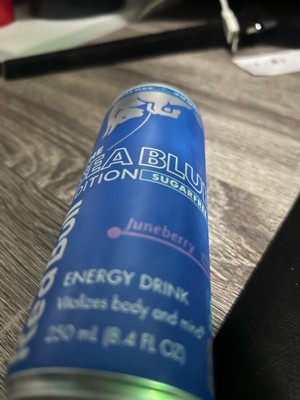 THE
SEA BLUE
EDITION SUGARFREE
Juneberry
Red Bull
ENERGY DRINK
Vitalizes body and mind.®
250 mL (8.4 FL OZ)